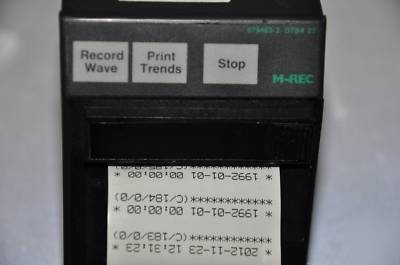 Record Wave
Print Trends
Stop
M-REC
* 2012-11-23 12:31:23 *
************(C/183/0/0)
* 1992-01-01 00:00:00 *
************(C/184/0/0)
* 1992-01-01 00:00:00 *